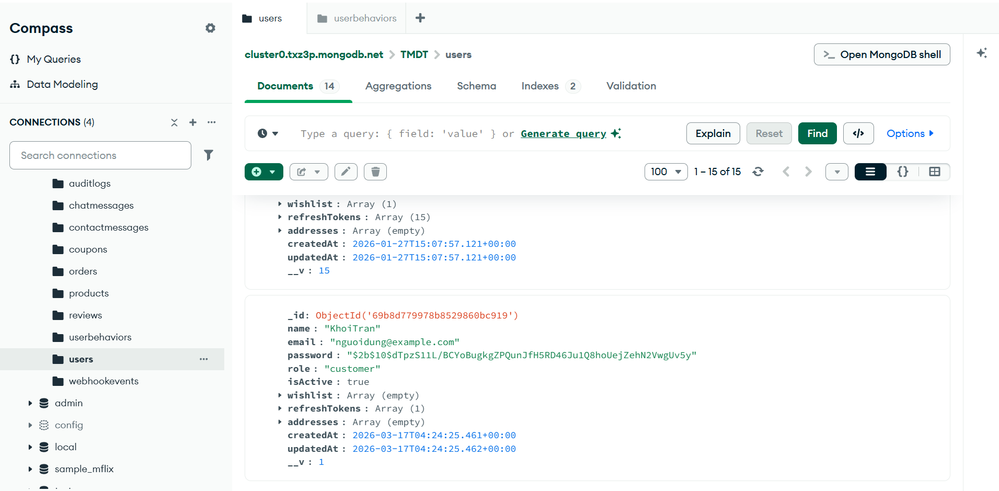 Compass
My Queries
Data Modeling
CONNECTIONS (4)
Search connections
auditlogs
chatmessages
contactmessages
coupons
orders
products
reviews
userbehaviors
users
webhookevents
admin
config
local
sample_mflix
users
userbehaviors
cluster0.txz3p.mongodb.net > TMDT > users
>_ Open MongoDB shell
Documents 14 Aggregations Schema Indexes 2 Validation
Type a query: { field: 'value' } or Generate query
Explain Reset Find </> Options
100 1 – 15 of 15 {}
wishlist : Array (1)
refreshTokens : Array (15)
addresses : Array (empty)
createdAt : 2026-01-27T15:07:57.121+00:00
updatedAt : 2026-01-27T15:07:57.121+00:00
__v : 15
_id: ObjectId('69b8d779978b8529860bc919')
name : "KhoiTran"
email : "nguoidung@example.com"
password : "$2b$10$dTpzS11L/BCYoBugkgZPQunJfH5RD46Ju1Q8hoUejZehN2VwgUv5y"
role : "customer"
isActive : true
wishlist : Array (empty)
refreshTokens : Array (1)
addresses : Array (empty)
createdAt : 2026-03-17T04:24:25.461+00:00
updatedAt : 2026-03-17T04:24:25.462+00:00
__v : 1